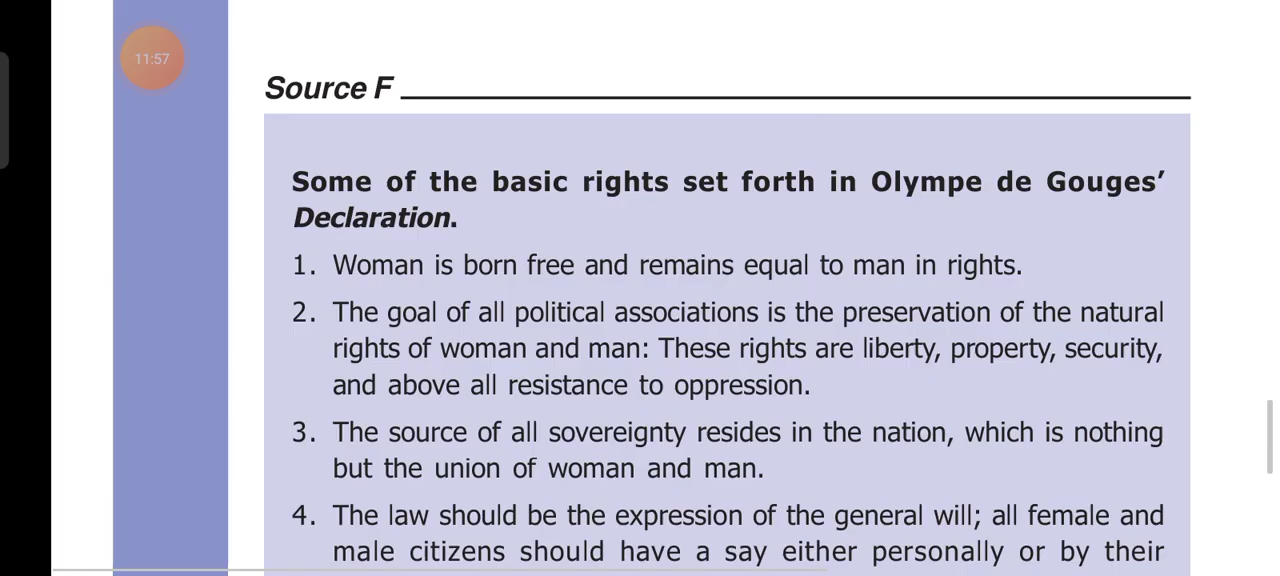 11:57
Source F
Some of the basic rights set forth in Olympe de Gouges’
Declaration.
1. Woman is born free and remains equal to man in rights.
2. The goal of all political associations is the preservation of the natural
rights of woman and man: These rights are liberty, property, security,
and above all resistance to oppression.
3. The source of all sovereignty resides in the nation, which is nothing
but the union of woman and man.
4. The law should be the expression of the general will; all female and
male citizens should have a say either personally or by their